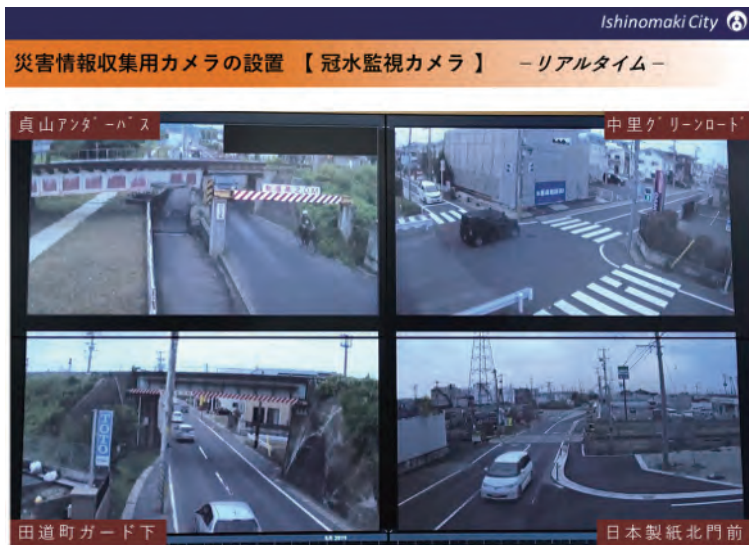 Ishinomaki City
災害情報収集用カメラの設置 【 冠水監視カメラ 】 －リアルタイム－
貞山アンダーパス
中里グリーンロード
田道町ガード下
日本製紙北門前